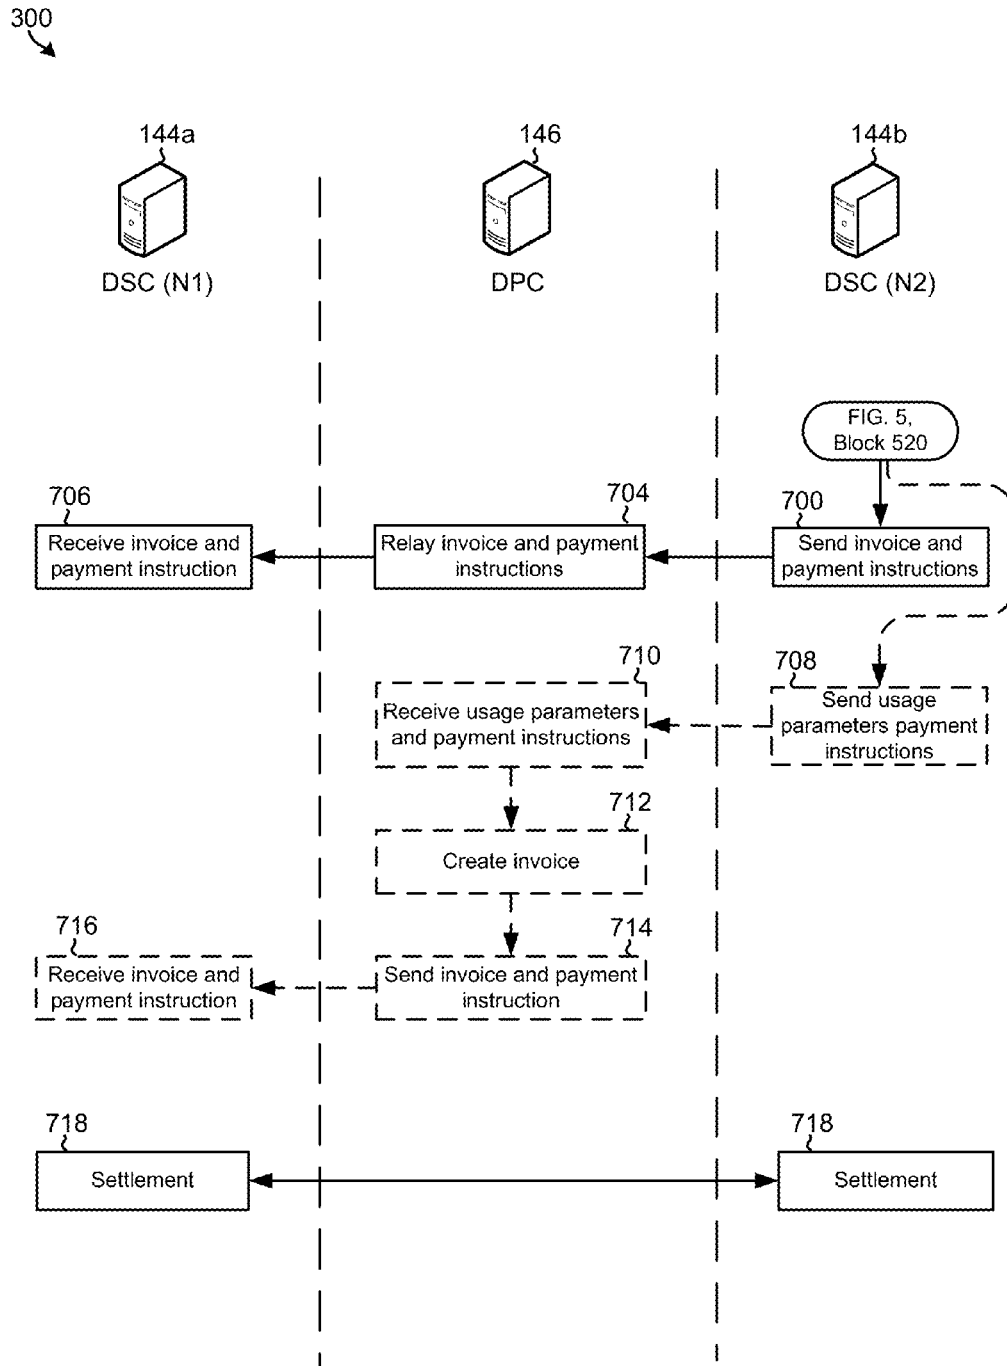 300
144a
146
144b
DSC (N1)
DPC
DSC (N2)
FIG. 5,
Block 520
706
704
700
Receive invoice and
payment instruction
Relay invoice and payment
instructions
Send invoice and
payment instructions
710
708
Receive usage parameters
and payment instructions
Send usage
parameters payment
instructions
712
Create invoice
716
714
Receive invoice and
payment instruction
Send invoice and payment
instruction
718
718
Settlement
Settlement